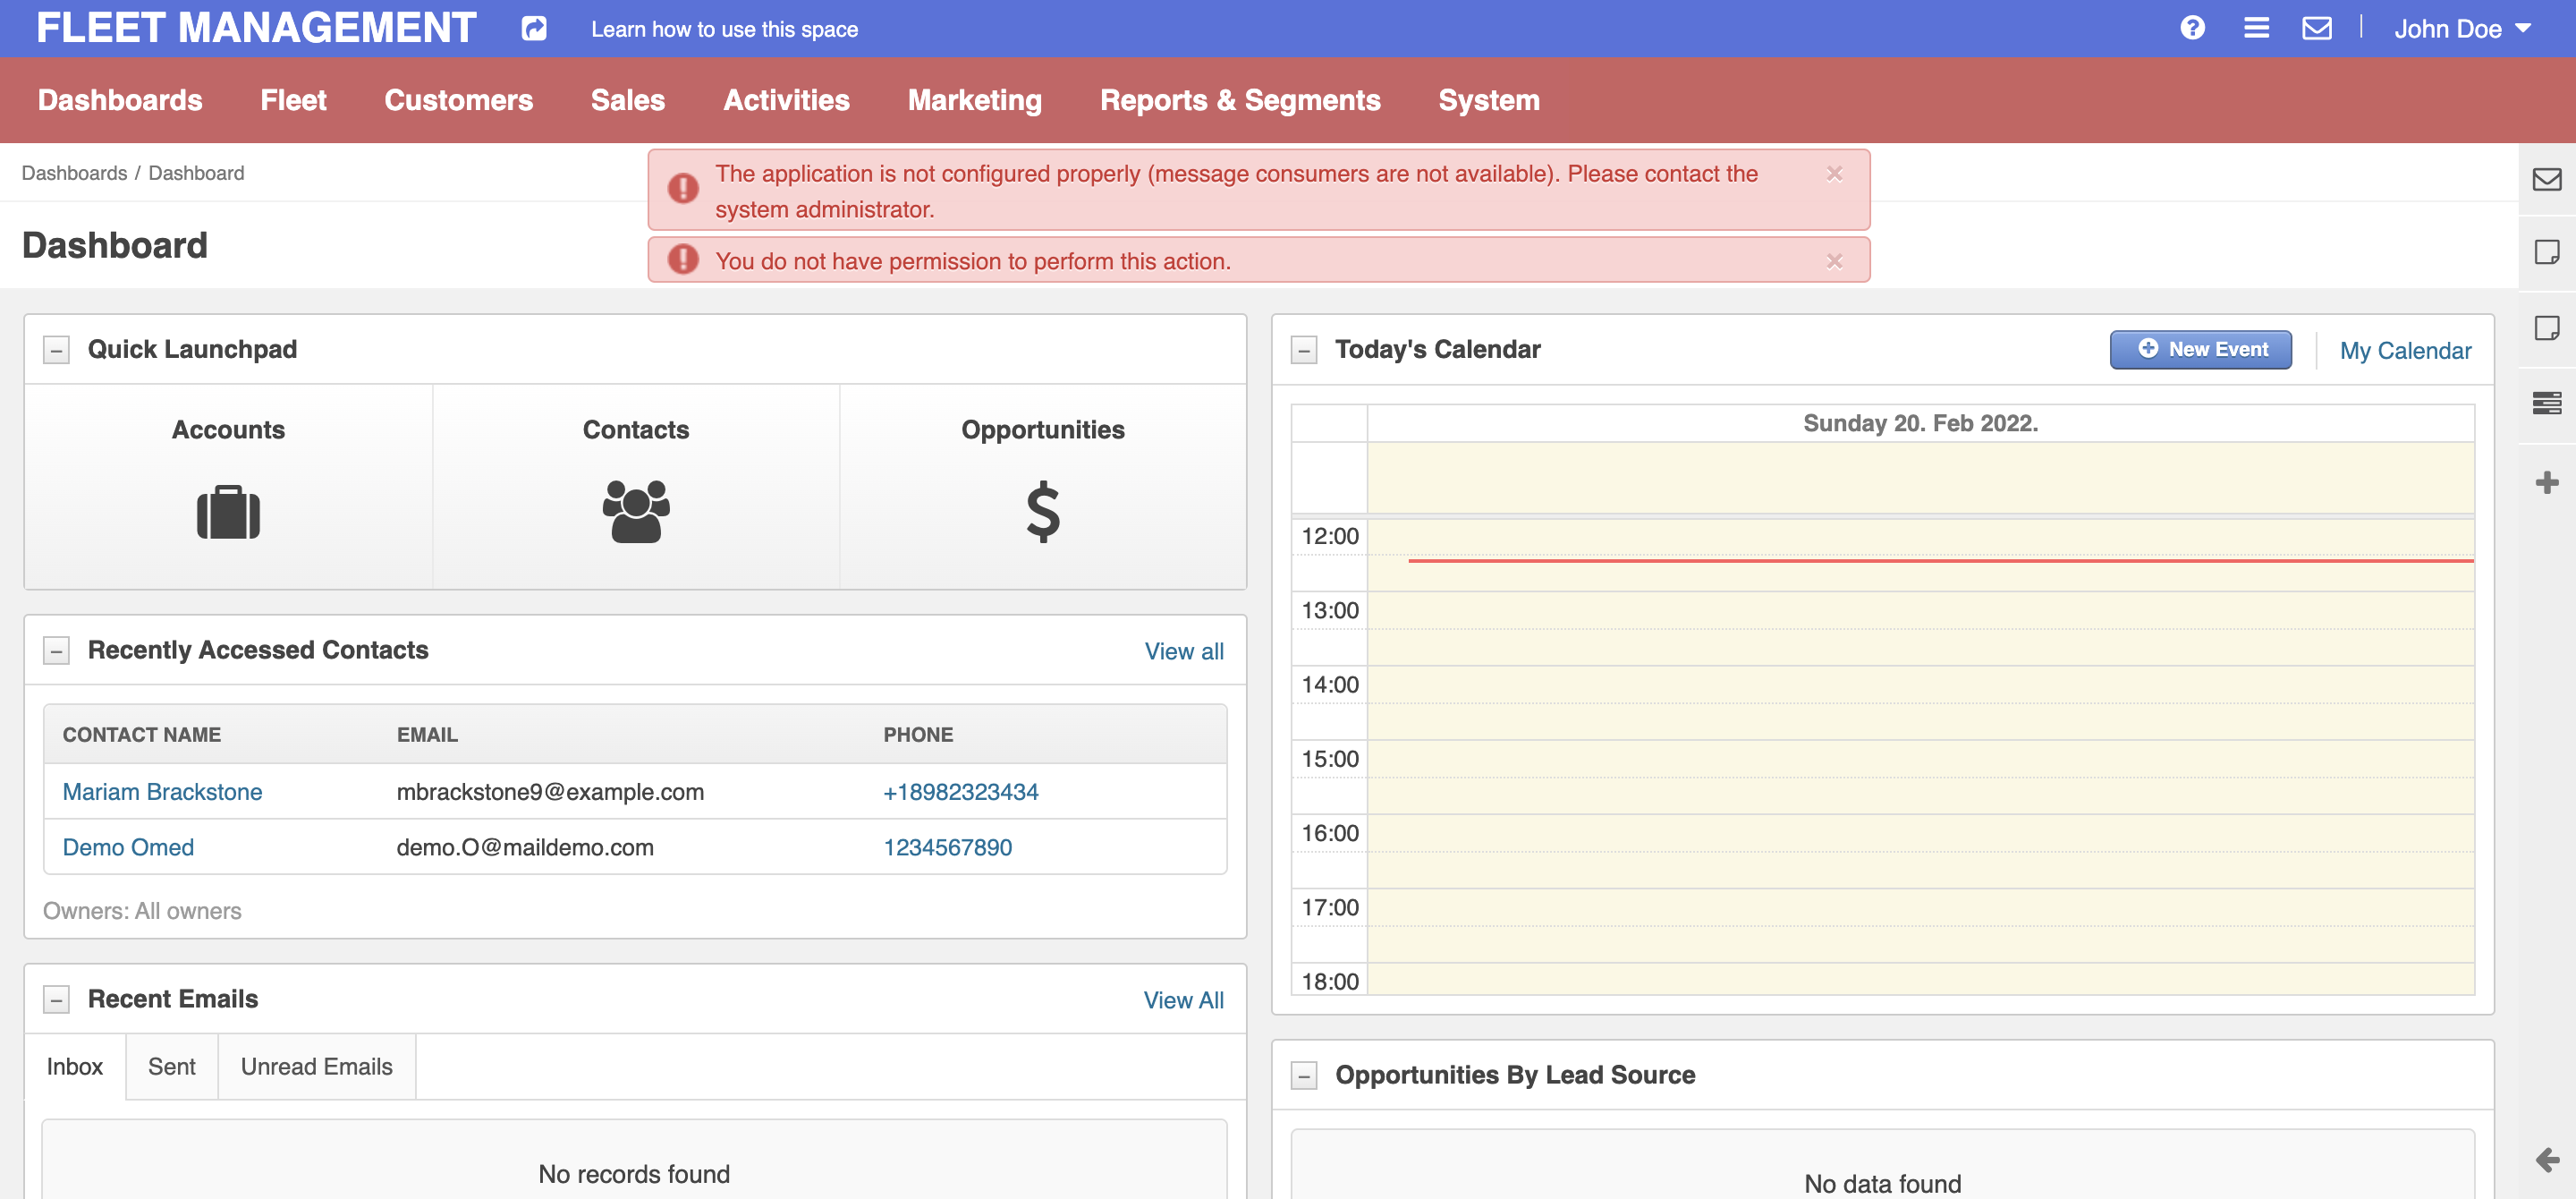 FLEET MANAGEMENT
Learn how to use this space
John Doe
Dashboards Fleet Customers Sales Activities Marketing Reports & Segments System
Dashboards / Dashboard
The application is not configured properly (message consumers are not available). Please contact the
system administrator.
×
Dashboard
You do not have permission to perform this action.
×
Quick Launchpad
Accounts Contacts Opportunities
Recently Accessed Contacts View all
CONTACT NAME EMAIL PHONE
Mariam Brackstone mbrackstone9@example.com +18982323434
Demo Omed demo.O@maildemo.com 1234567890
Owners: All owners
Recent Emails View All
Inbox Sent Unread Emails
No records found
Today's Calendar New Event My Calendar
Sunday 20. Feb 2022.
12:00
13:00
14:00
15:00
16:00
17:00
18:00
Opportunities By Lead Source
No data found